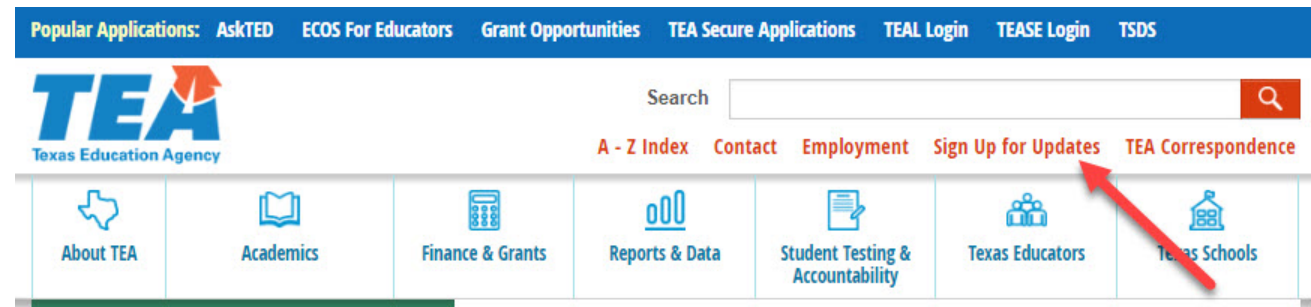 Popular Applications: AskTED ECOS For Educators Grant Opportunities TEA Secure Applications TEAL Login TEASE Login TSDS
TEA
Texas Education Agency
Search
A - Z Index Contact Employment Sign Up for Updates TEA Correspondence
About TEA Academics Finance & Grants Reports & Data Student Testing & Accountability Texas Educators Texas Schools